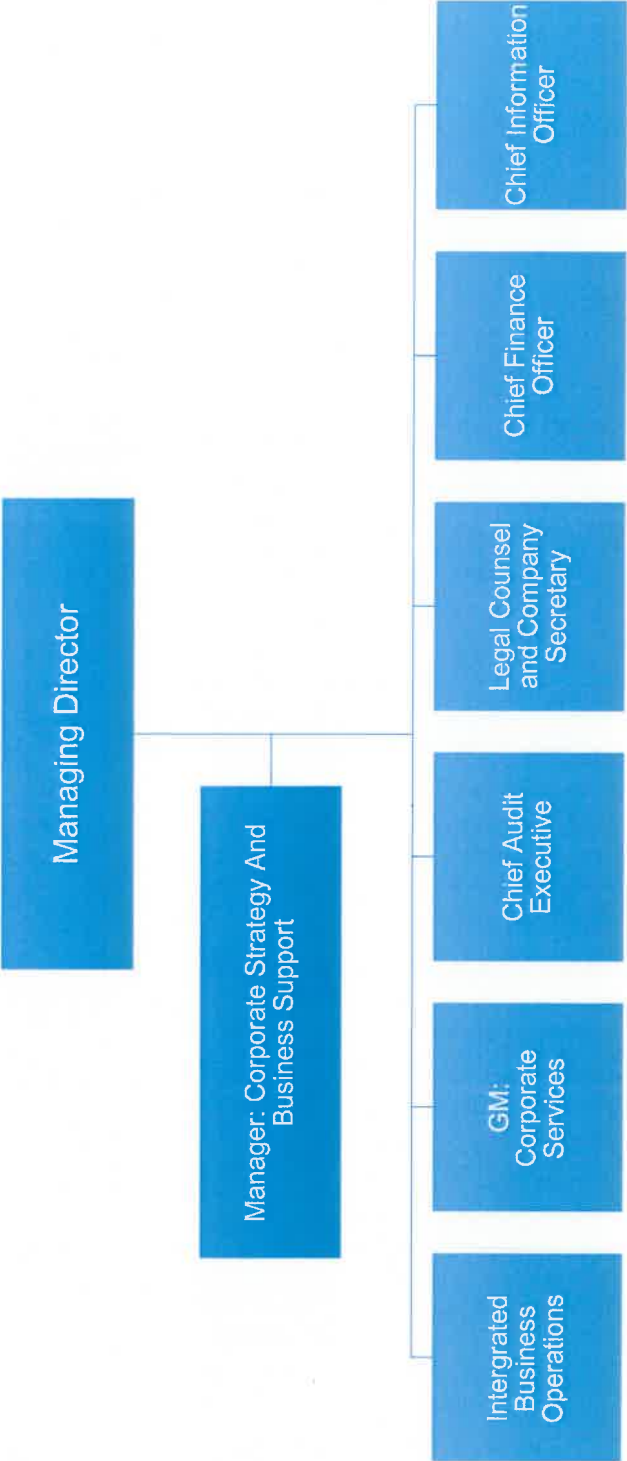 Managing Director
Manager: Corporate Strategy And
Business Support
Intergrated
Business
Operations
GM:
Corporate
Services
Chief Audit
Executive
Legal Counsel
and Company
Secretary
Chief Finance
Officer
Chief Information
Officer